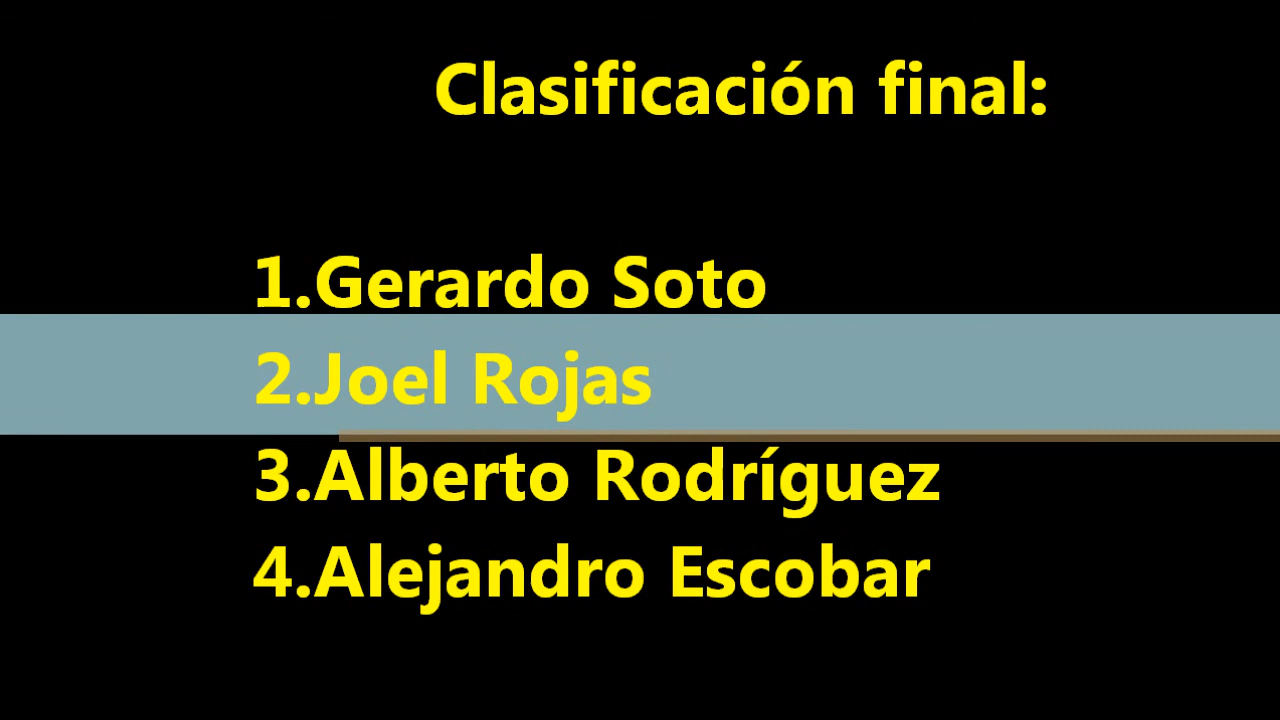 Clasificación final:
1.Gerardo Soto
2.Joel Rojas
3.Alberto Rodríguez
4.Alejandro Escobar